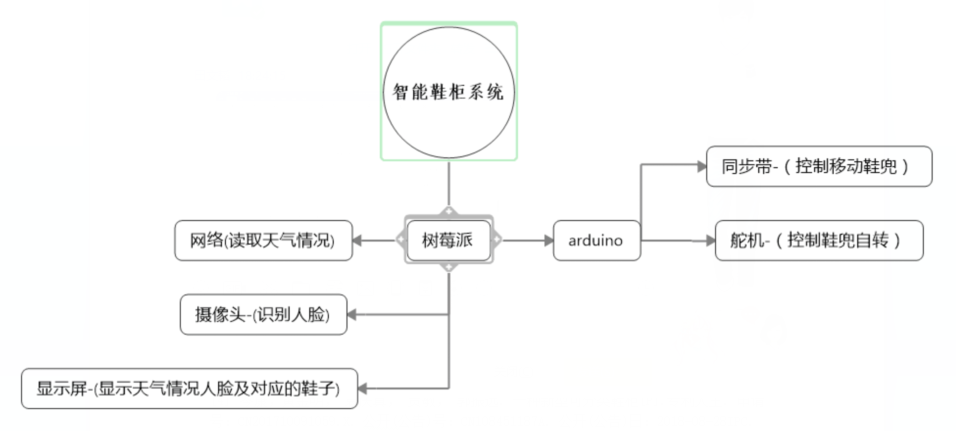 智能鞋柜系统
同步带-（控制移动鞋兜）
网络(读取天气情况)
树莓派
arduino
舵机-（控制鞋兜自转）
摄像头-(识别人脸)
显示屏-(显示天气情况人脸及对应的鞋子)